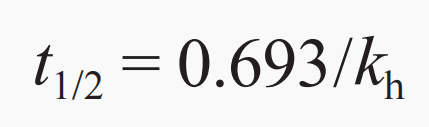 t1/2 = 0.693/kh